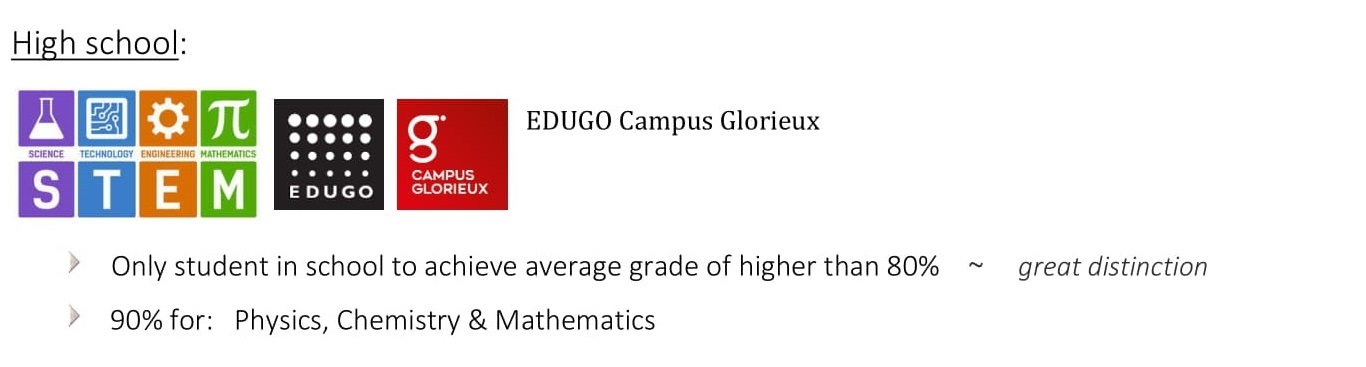 High school:
SCIENCE TECHNOLOGY ENGINEERING MATHEMATICS
S T E M
EDUGO
g
CAMPUS
GLORIEUX
EDUGO Campus Glorieux
Only student in school to achieve average grade of higher than 80% ~ great distinction
90% for: Physics, Chemistry & Mathematics